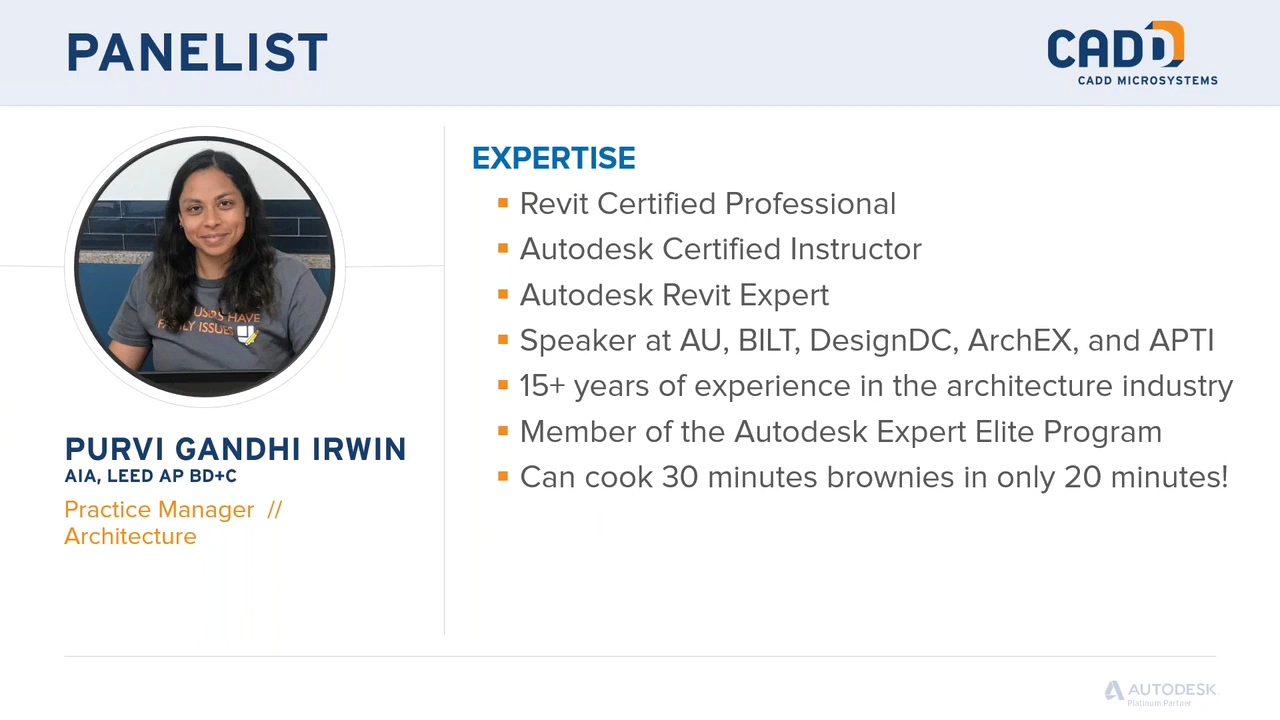 PANELIST
CADD
CADD MICROSYSTEMS
HAVE
FAMILY ISSUES
PURVI GANDHI IRWIN
AIA, LEED AP BD+C
Practice Manager //
Architecture
EXPERTISE
▪ Revit Certified Professional
▪ Autodesk Certified Instructor
▪ Autodesk Revit Expert
▪ Speaker at AU, BILT, DesignDC, ArchEX, and APTI
▪ 15+ years of experience in the architecture industry
▪ Member of the Autodesk Expert Elite Program
▪ Can cook 30 minutes brownies in only 20 minutes!
AUTODESK
Platinum Partner